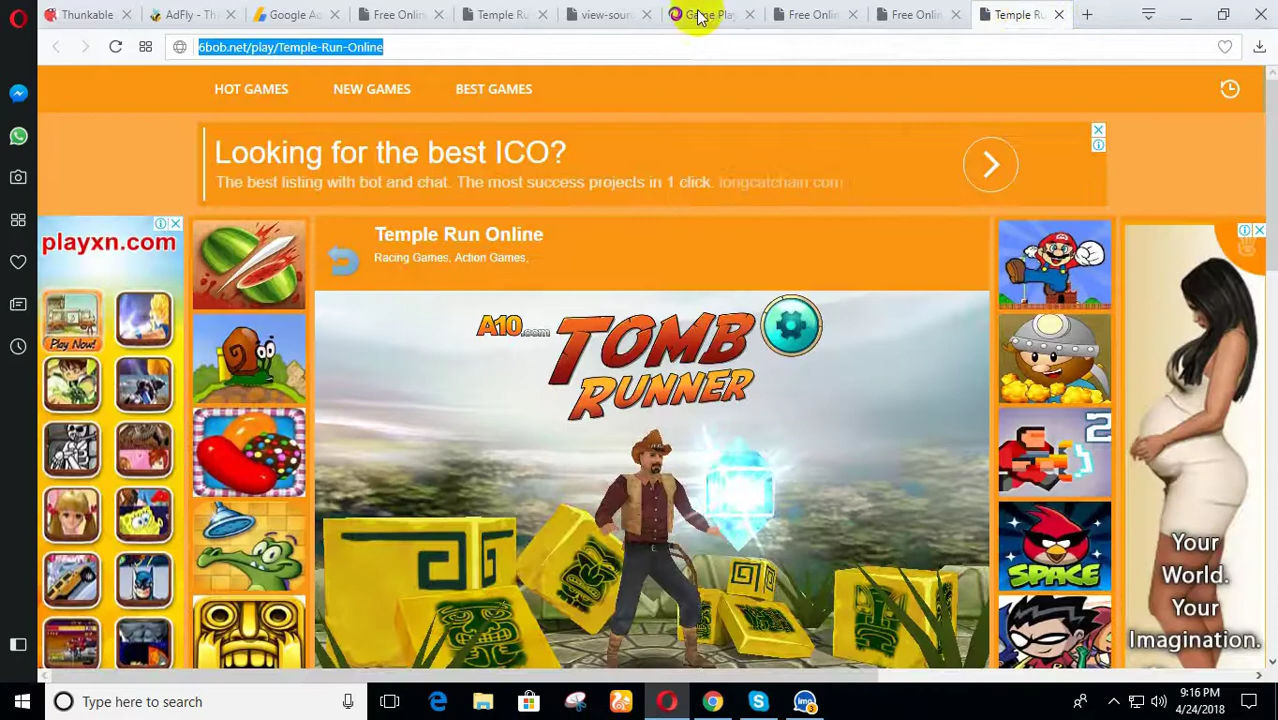 Thunkable
AdFly - Th
Google Ad
Free Onlin
Temple Ru
view-sour
Game Play
Free Onlin
Free Onlin
Temple Ru
6bob.net/play/Temple-Run-Online
HOT GAMES
NEW GAMES
BEST GAMES
Looking for the best ICO?
The best listing with bot and chat. The most success projects in 1 click. longcatchain.com
playxn.com
Play Now!
Temple Run Online
Racing Games, Action Games,
A10.com
TOMB
RUNNER
2
SPACE
Your
World.
Your
Imagination.
Type here to search
9:16 PM
4/24/2018